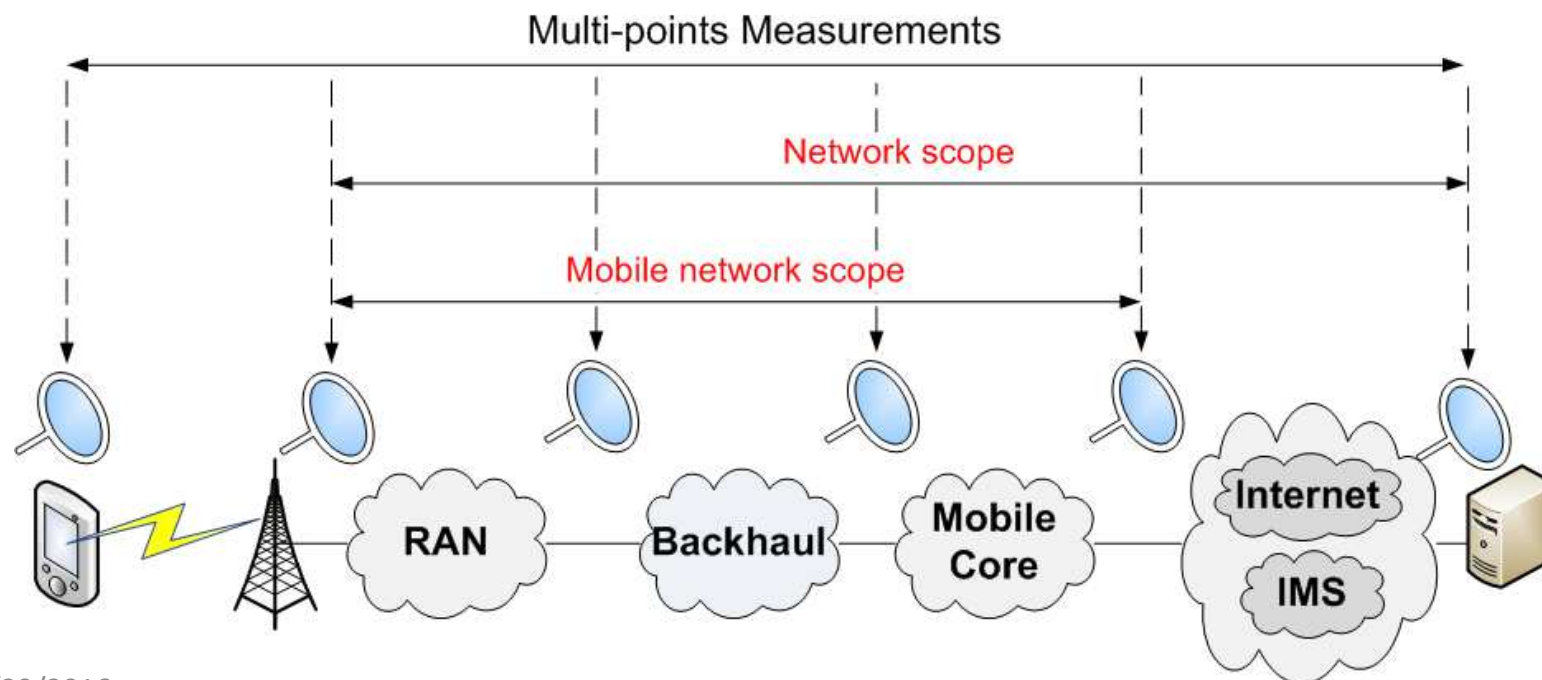 Multi-points Measurements
Network scope
Mobile network scope
RAN
Backhaul
Mobile
Core
Internet
IMS